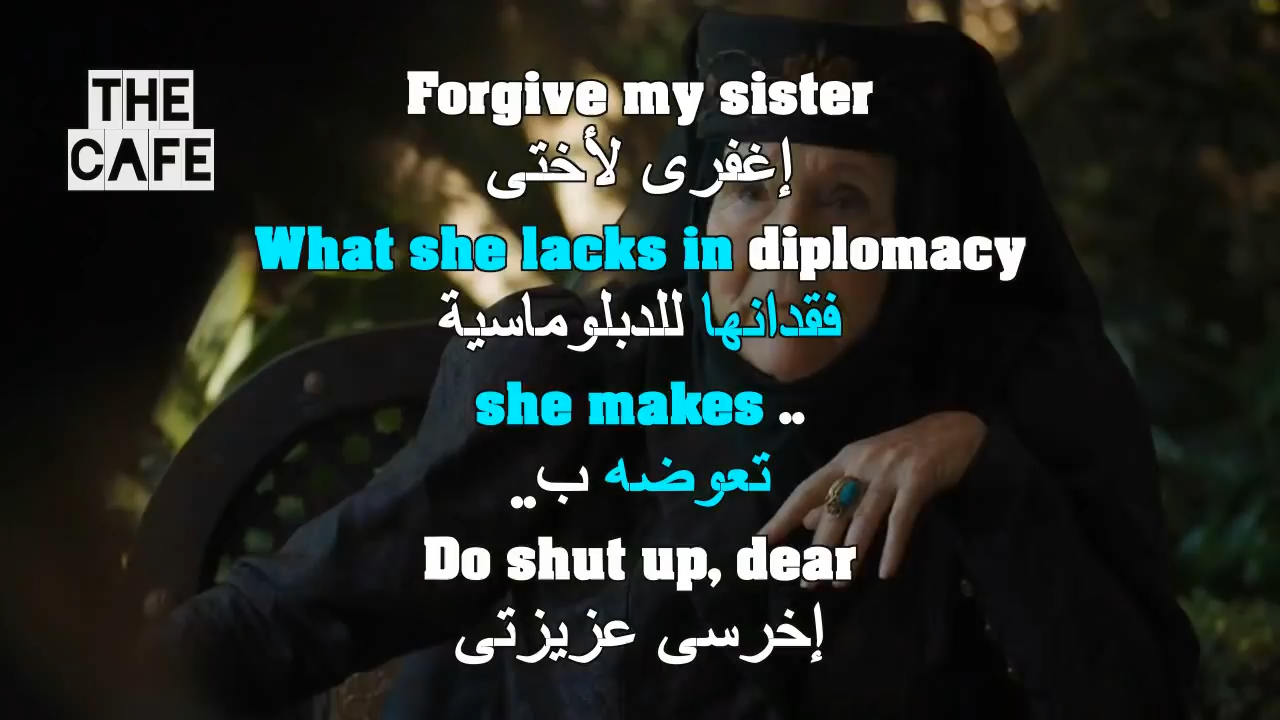 THE
CAFE
Forgive my sister
إغفرى لأختى
What she lacks in diplomacy
فقدانها للدبلوماسية
she makes ..
تعوضه ب..
Do shut up, dear
إخرسى عزيزتى